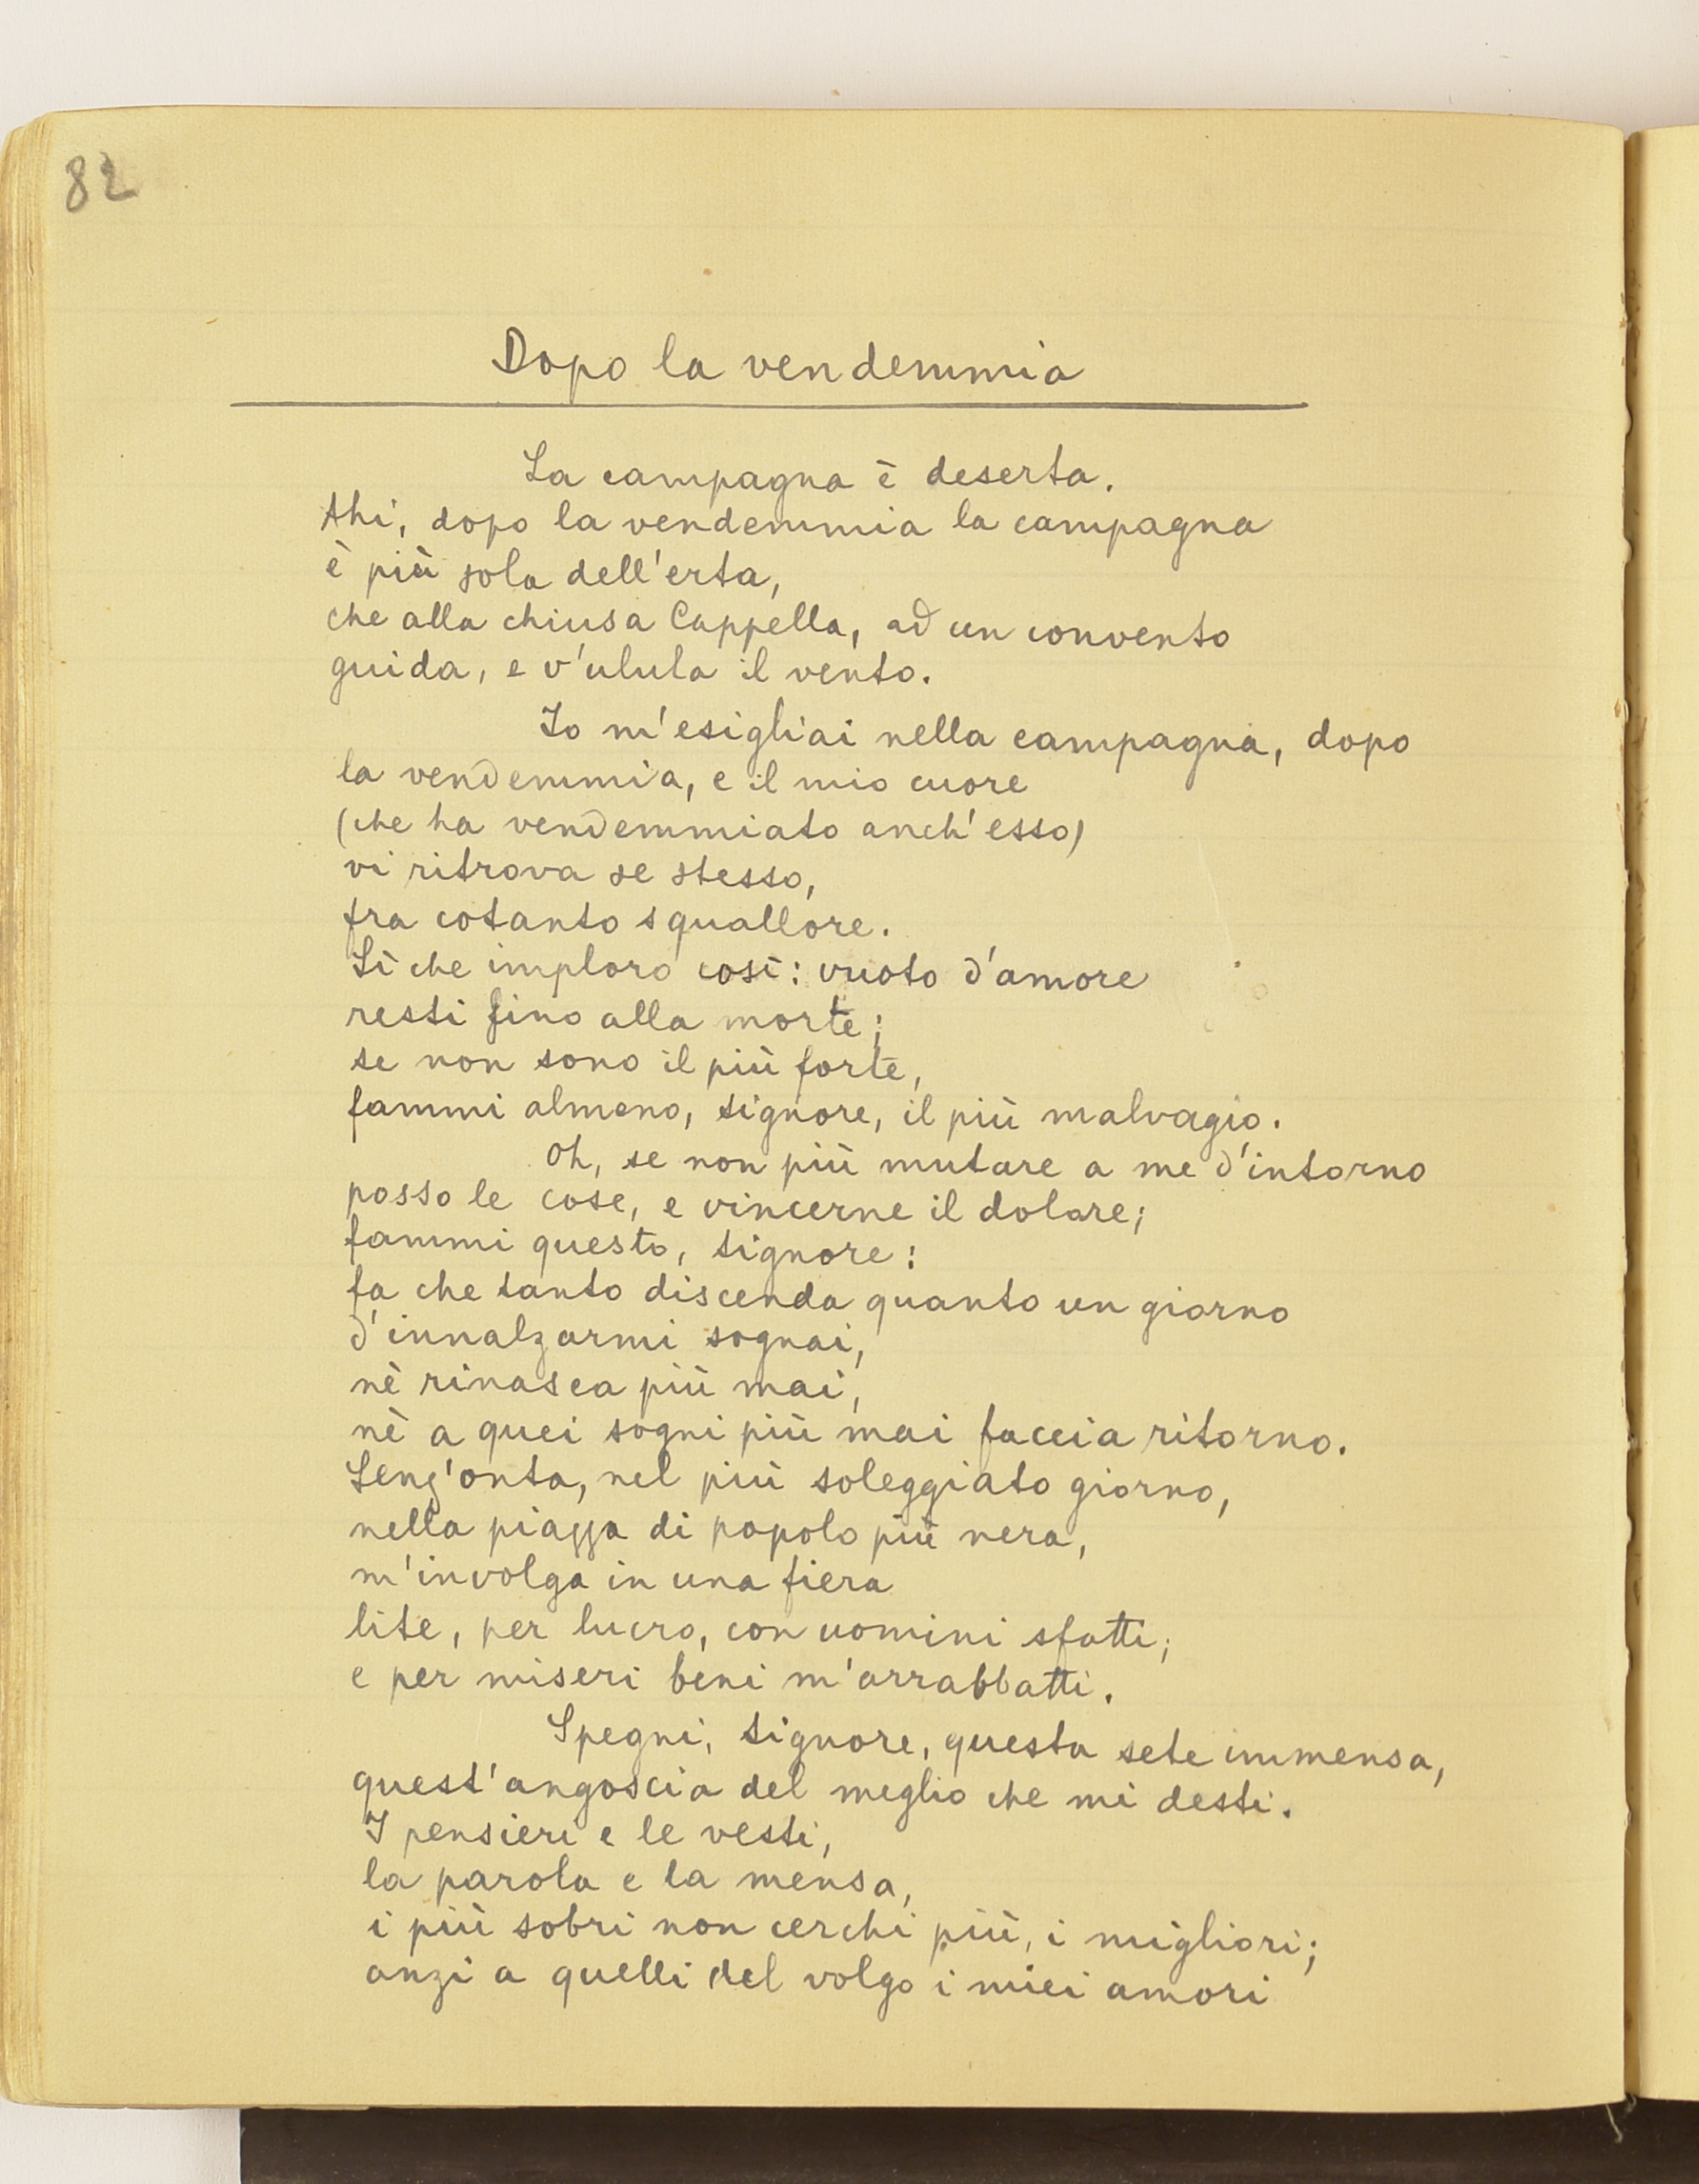 82
Dopo la vendemmia
La campagna è deserta.
Ahi, dopo la vendemmia la campagna
è più sola dell'erta,
che alla chiusa Cappella, ad un convento
guida, e v'ulula il vento.
Io m'esigliai nella campagna, dopo
la vendemmia, e il mio cuore
(che ha vendemmiato anch'esso)
vi ritrova se stesso,
fra cotanto squallore.
Sì che imploro così: vuoto d'amore
resti fino alla morte;
se non sono il più forte,
fammi almeno, signore, il più malvagio.
Oh, se non più mutare a me d'intorno
posso le cose, e vincerne il dolore;
fammi questo, signore:
fa che tanto discenda quanto un giorno
d'innalzarmi sognai,
nè rinasca più mai,
nè a quei sogni più mai faccia ritorno.
Senz'onta, nel più soleggiato giorno,
nella piazza di popolo più nera,
m'involga in una fiera
lite, per lucro, con uomini sfatti;
e per miseri beni m'arrabbatti.
Spegni, signore, questa sete immensa,
quest'angoscia del meglio che mi desti.
I pensieri e le vesti,
la parola e la mensa,
i più sobri non cerchi più, i migliori;
anzi a quelli del volgo i miei amori